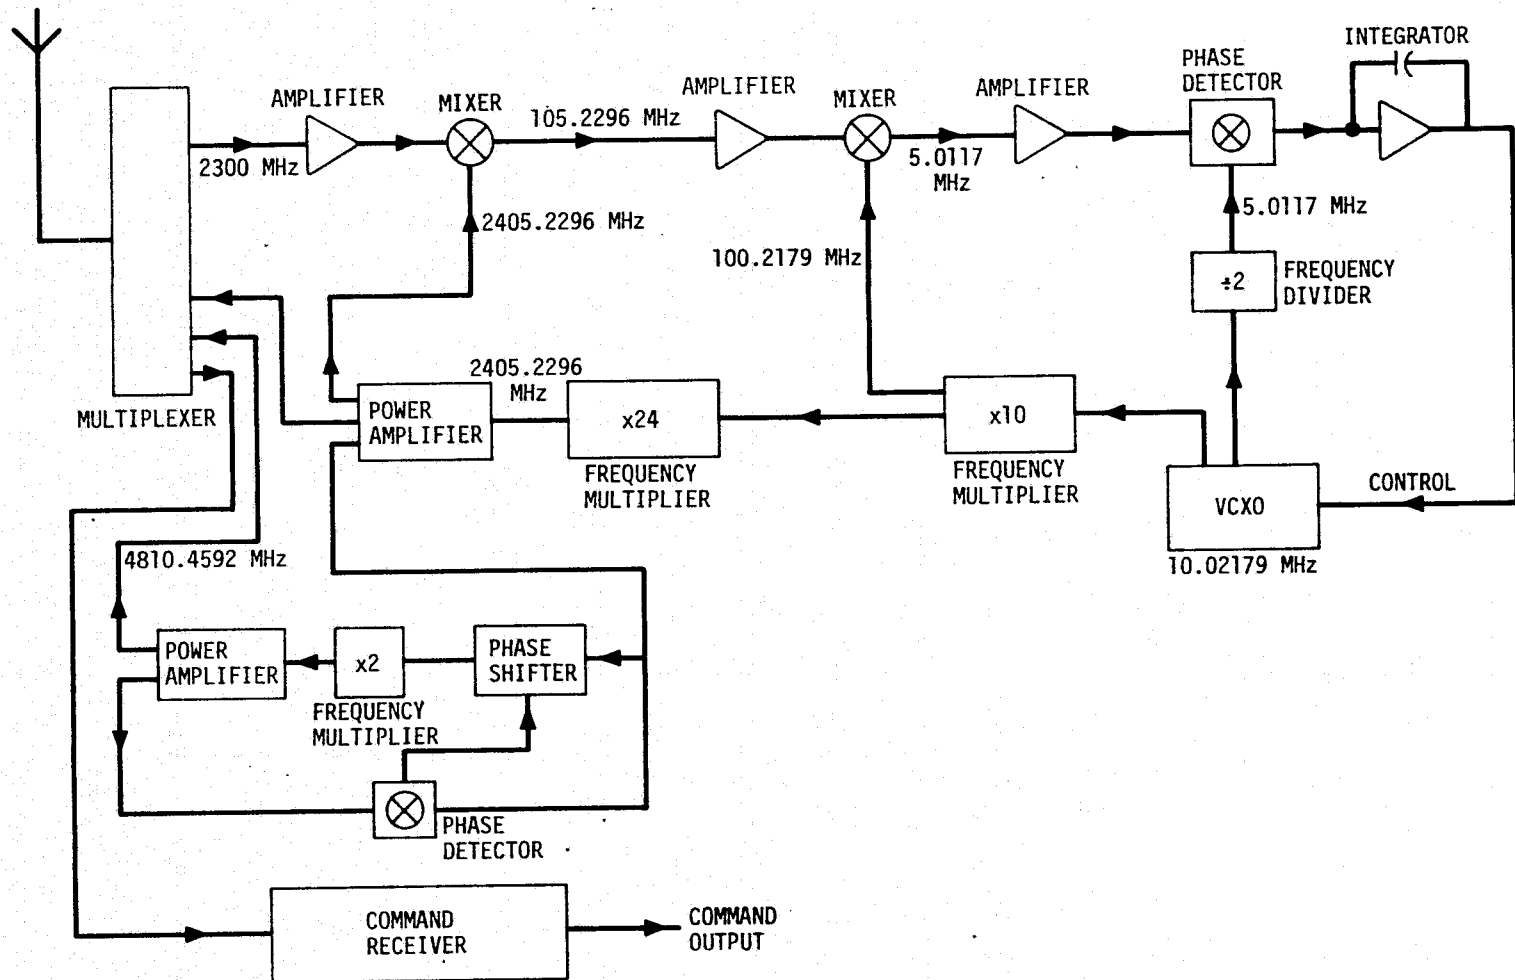 INTEGRATOR
PHASE
DETECTOR
AMPLIFIER
MIXER
105.2296 MHz
AMPLIFIER
MIXER
AMPLIFIER
2300 MHz
5.0117
MHz
5.0117 MHz
2405.2296 MHz
100.2179 MHz
÷2
FREQUENCY
DIVIDER
MULTIPLEXER
2405.2296
MHz
POWER
AMPLIFIER
x24
FREQUENCY
MULTIPLIER
x10
FREQUENCY
MULTIPLIER
CONTROL
VCXO
10.02179 MHz
4810.4592 MHz
POWER
AMPLIFIER
x2
FREQUENCY
MULTIPLIER
PHASE
SHIFTER
PHASE
DETECTOR
COMMAND
RECEIVER
COMMAND
OUTPUT